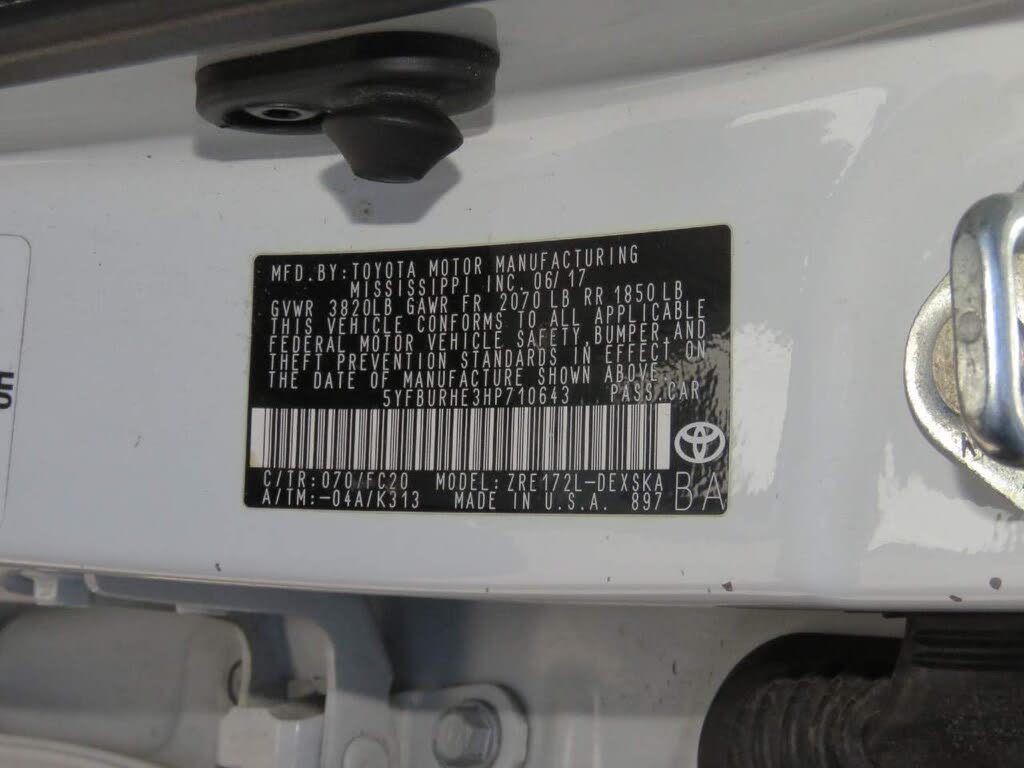 MFD.BY:TOYOTA MOTOR MANUFACTURING
MISSISSIPPI INC. 06/17
GVWR 3820LB GAWR FR 2070 LB RR 1850LB
THIS VEHICLE CONFORMS TO ALL APPLICABLE
FEDERAL MOTOR VEHICLE SAFETY, BUMPER, AND
THEFT PREVENTION STANDARDS IN EFFECT ON
THE DATE OF MANUFACTURE SHOWN ABOVE.
5YFBURHE3HP710643 PASS.CAR
C/TR:070/FC20 MODEL:ZRE172L-DEXSKA
A/TM:-04A/K313 MADE IN U.S.A. 897 BA